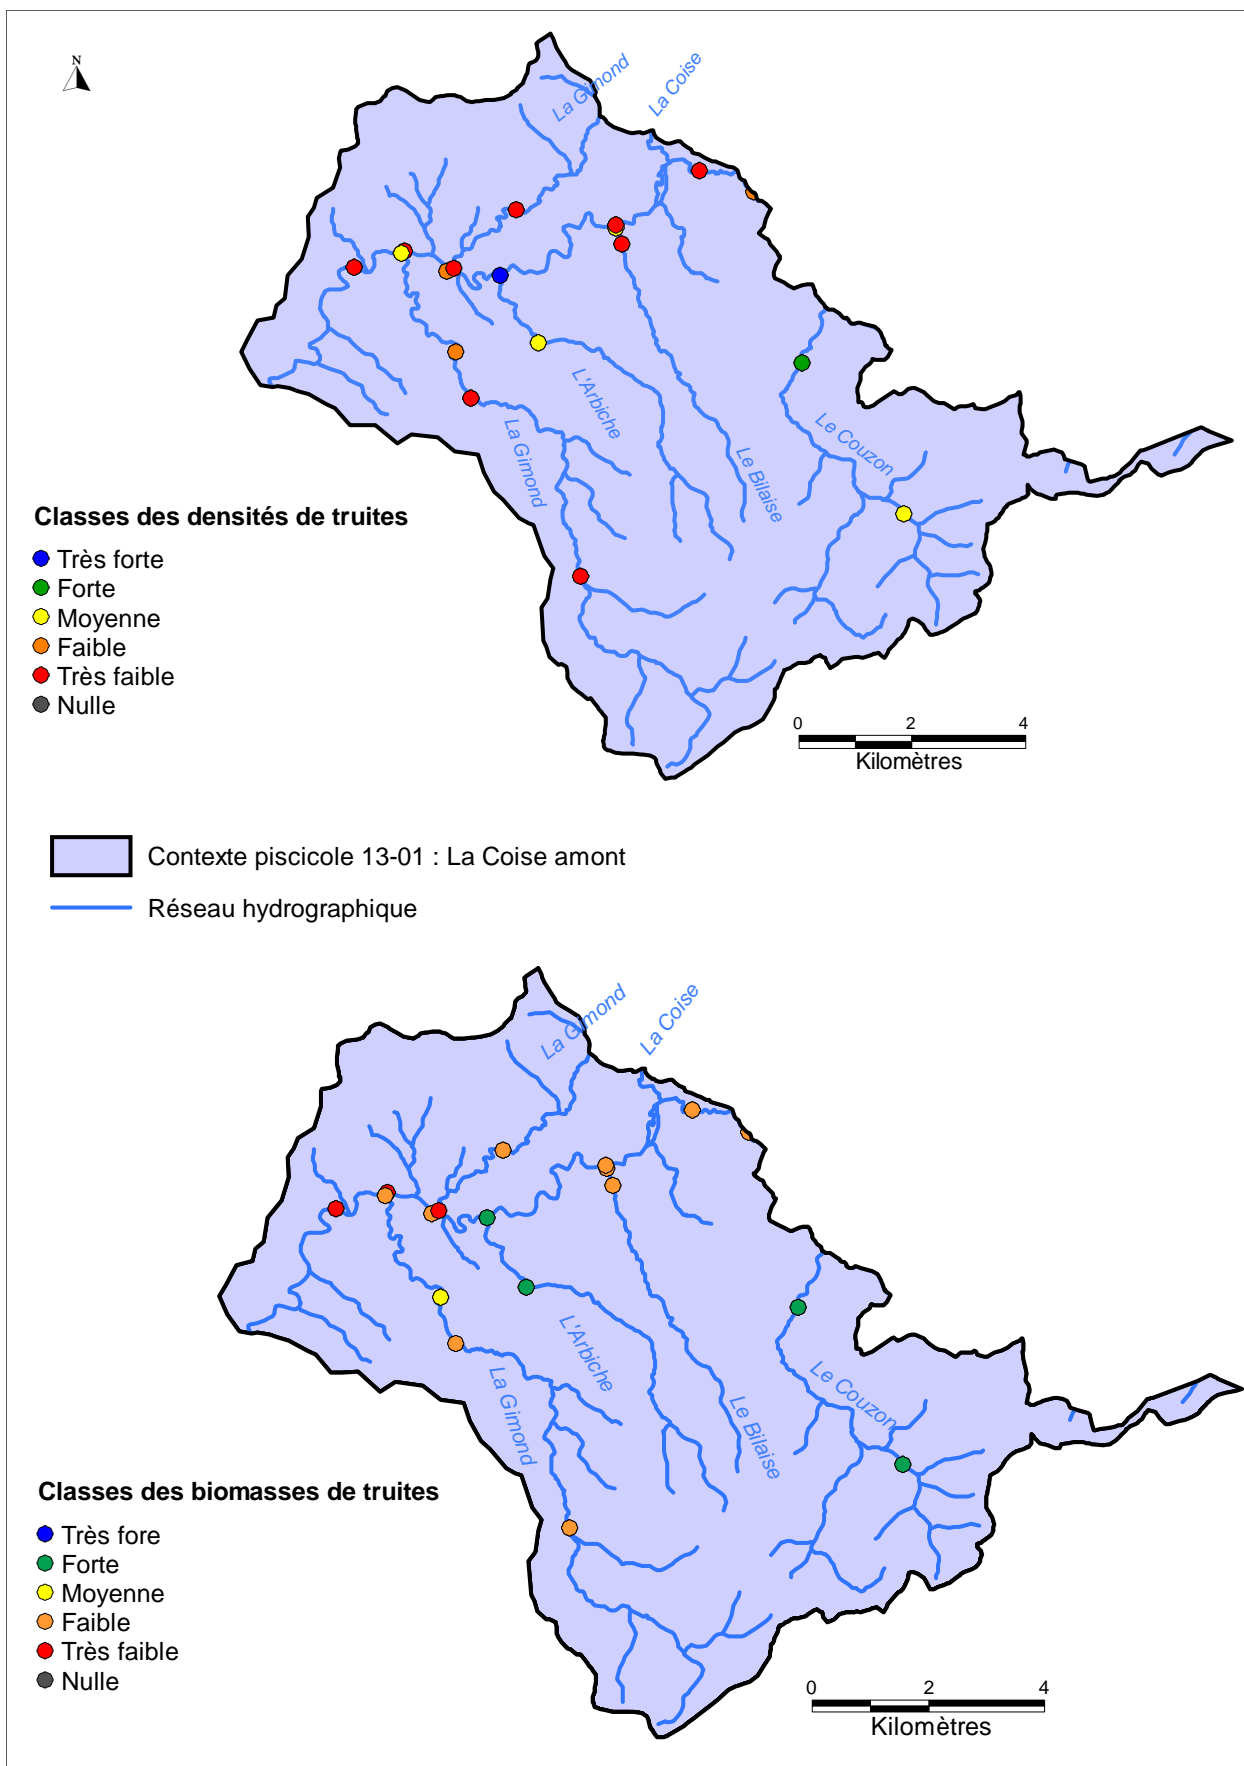 N
La Gimond
La Coise
L'Arbiche
La Gimond
Le Couzon
Le Bilaise
Classes des densités de truites
Très forte
Forte
Moyenne
Faible
Très faible
Nulle
0 2 4
Kilomètres
Contexte piscicole 13-01 : La Coise amont
Réseau hydrographique
La Gimond
La Coise
L'Arbiche
La Gimond
Le Couzon
Le Bilaise
Classes des biomasses de truites
Très fore
Forte
Moyenne
Faible
Très faible
Nulle
0 2 4
Kilomètres